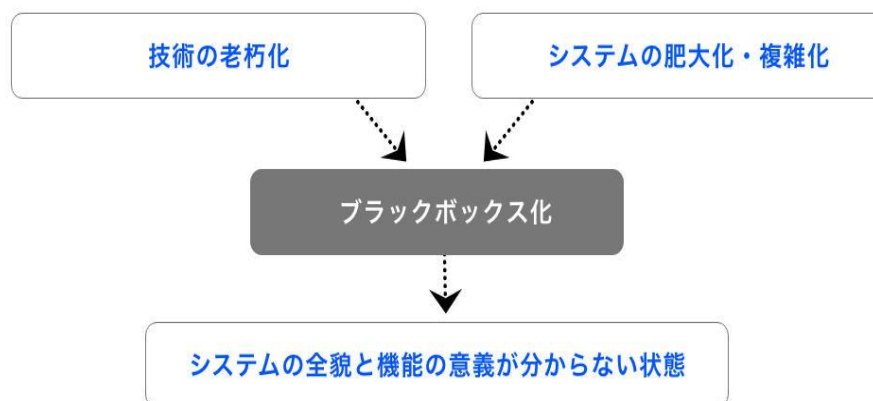 技術の老朽化
システムの肥大化・複雑化
ブラックボックス化
システムの全貌と機能の意義が分からない状態